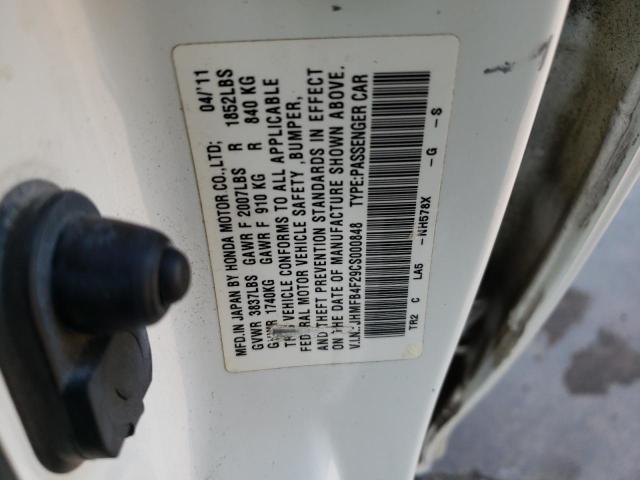 MFD.IN JAPAN BY HONDA MOTOR CO.,LTD; 04/'11
GVWR 3837LBS GAWR F 2007LBS R 1852LBS
GVWR 1740KG GAWR F 910 KG R 840 KG
THIS VEHICLE CONFORMS TO ALL APPLICABLE
FEDERAL MOTOR VEHICLE SAFETY ,BUMPER,
AND THEFT PREVENTION STANDARDS IN EFFECT
ON THE DATE OF MANUFACTURE SHOWN ABOVE.
V.I.N.:JHMFB4F29CS000848 TYPE:PASSENGER CAR
TR2 C LA5 -NH578X -G -S